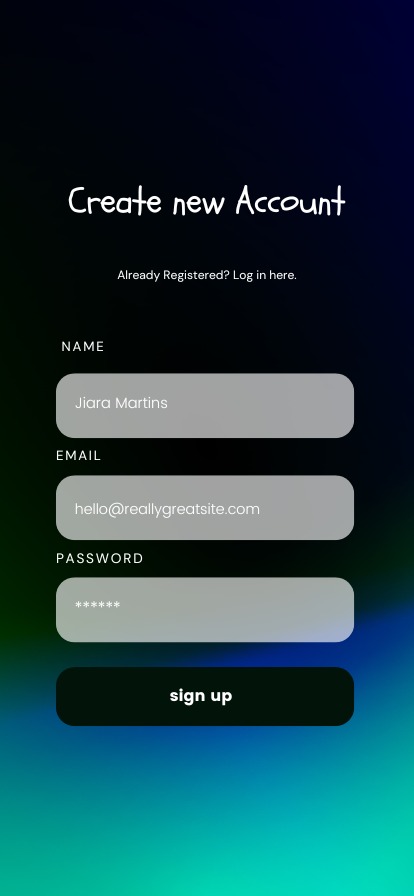 Create new Account
Already Registered? Log in here.
NAME
Jiara Martins
EMAIL
hello@reallygreatsite.com
PASSWORD
******
sign up